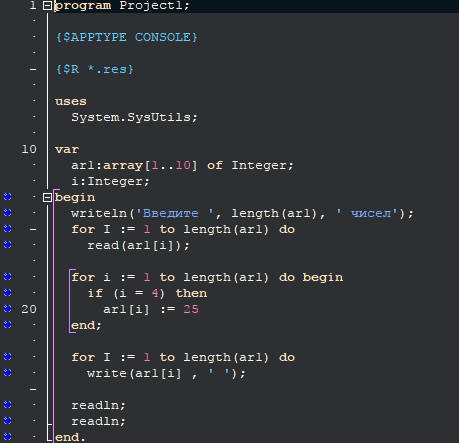 1 program Project1;
{$APPTYPE CONSOLE}
{$R *.res}
uses
System.SysUtils;
10 var
ar1:array[1..10] of Integer;
i:Integer;
begin
writeln('Введите ', length(ar1), ' чисел');
for I := 1 to length(ar1) do
read(ar1[i]);
for i := 1 to length(ar1) do begin
if (i = 4) then
20 ar1[i] := 25
end;
for I := 1 to length(ar1) do
write(ar1[i] , ' ');
readln;
readln;
end.